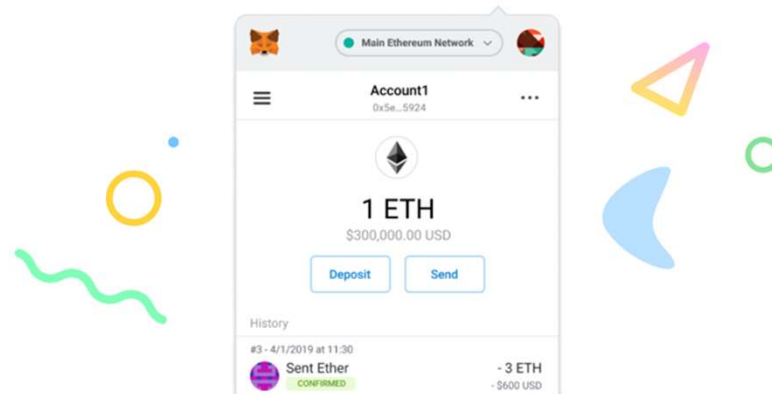 Main Ethereum Network
Account1
0x5e...5924
1 ETH
$300,000.00 USD
Deposit Send
History
#3 - 4/1/2019 at 11:30
Sent Ether - 3 ETH
CONFIRMED - $600 USD